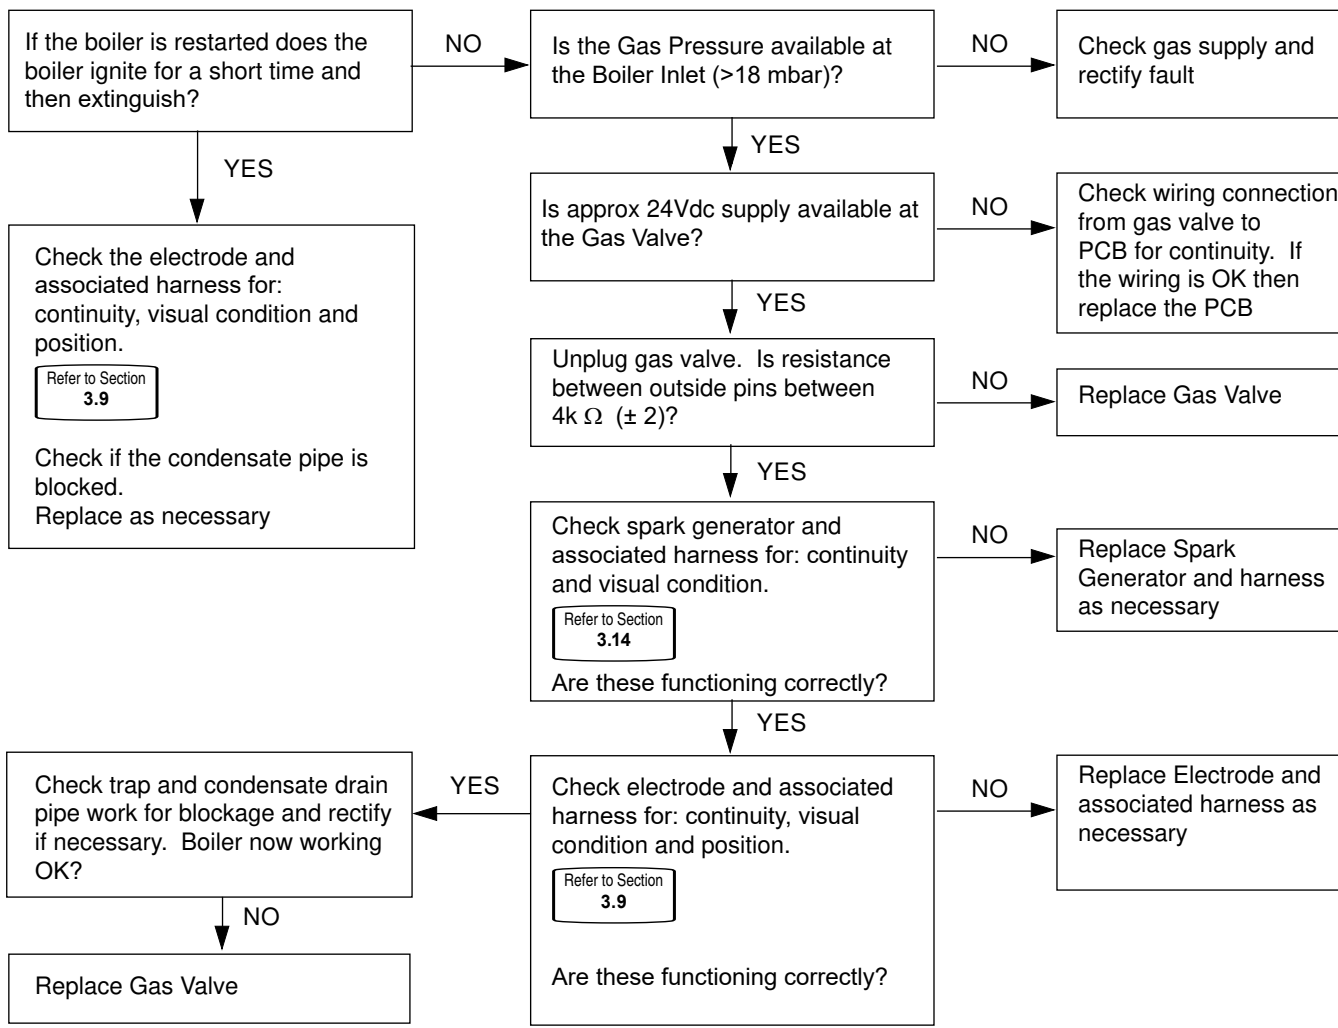 If the boiler is restarted does the
boiler ignite for a short time and
then extinguish?
NO
Is the Gas Pressure available at
the Boiler Inlet (>18 mbar)?
NO
Check gas supply and
rectify fault
YES
YES
Is approx 24Vdc supply available at
the Gas Valve?
NO
Check wiring connection
from gas valve to
PCB for continuity. If
the wiring is OK then
replace the PCB
Check the electrode and
associated harness for:
continuity, visual condition and
position.
Refer to Section
3.9
Check if the condensate pipe is
blocked.
Replace as necessary
YES
Unplug gas valve. Is resistance
between outside pins between
4k Ω (± 2)?
NO
Replace Gas Valve
YES
Check spark generator and
associated harness for: continuity
and visual condition.
Refer to Section
3.14
Are these functioning correctly?
NO
Replace Spark
Generator and harness
as necessary
YES
Check electrode and associated
harness for: continuity, visual
condition and position.
Refer to Section
3.9
Are these functioning correctly?
NO
Replace Electrode and
associated harness as
necessary
YES
Check trap and condensate drain
pipe work for blockage and rectify
if necessary. Boiler now working
OK?
NO
Replace Gas Valve